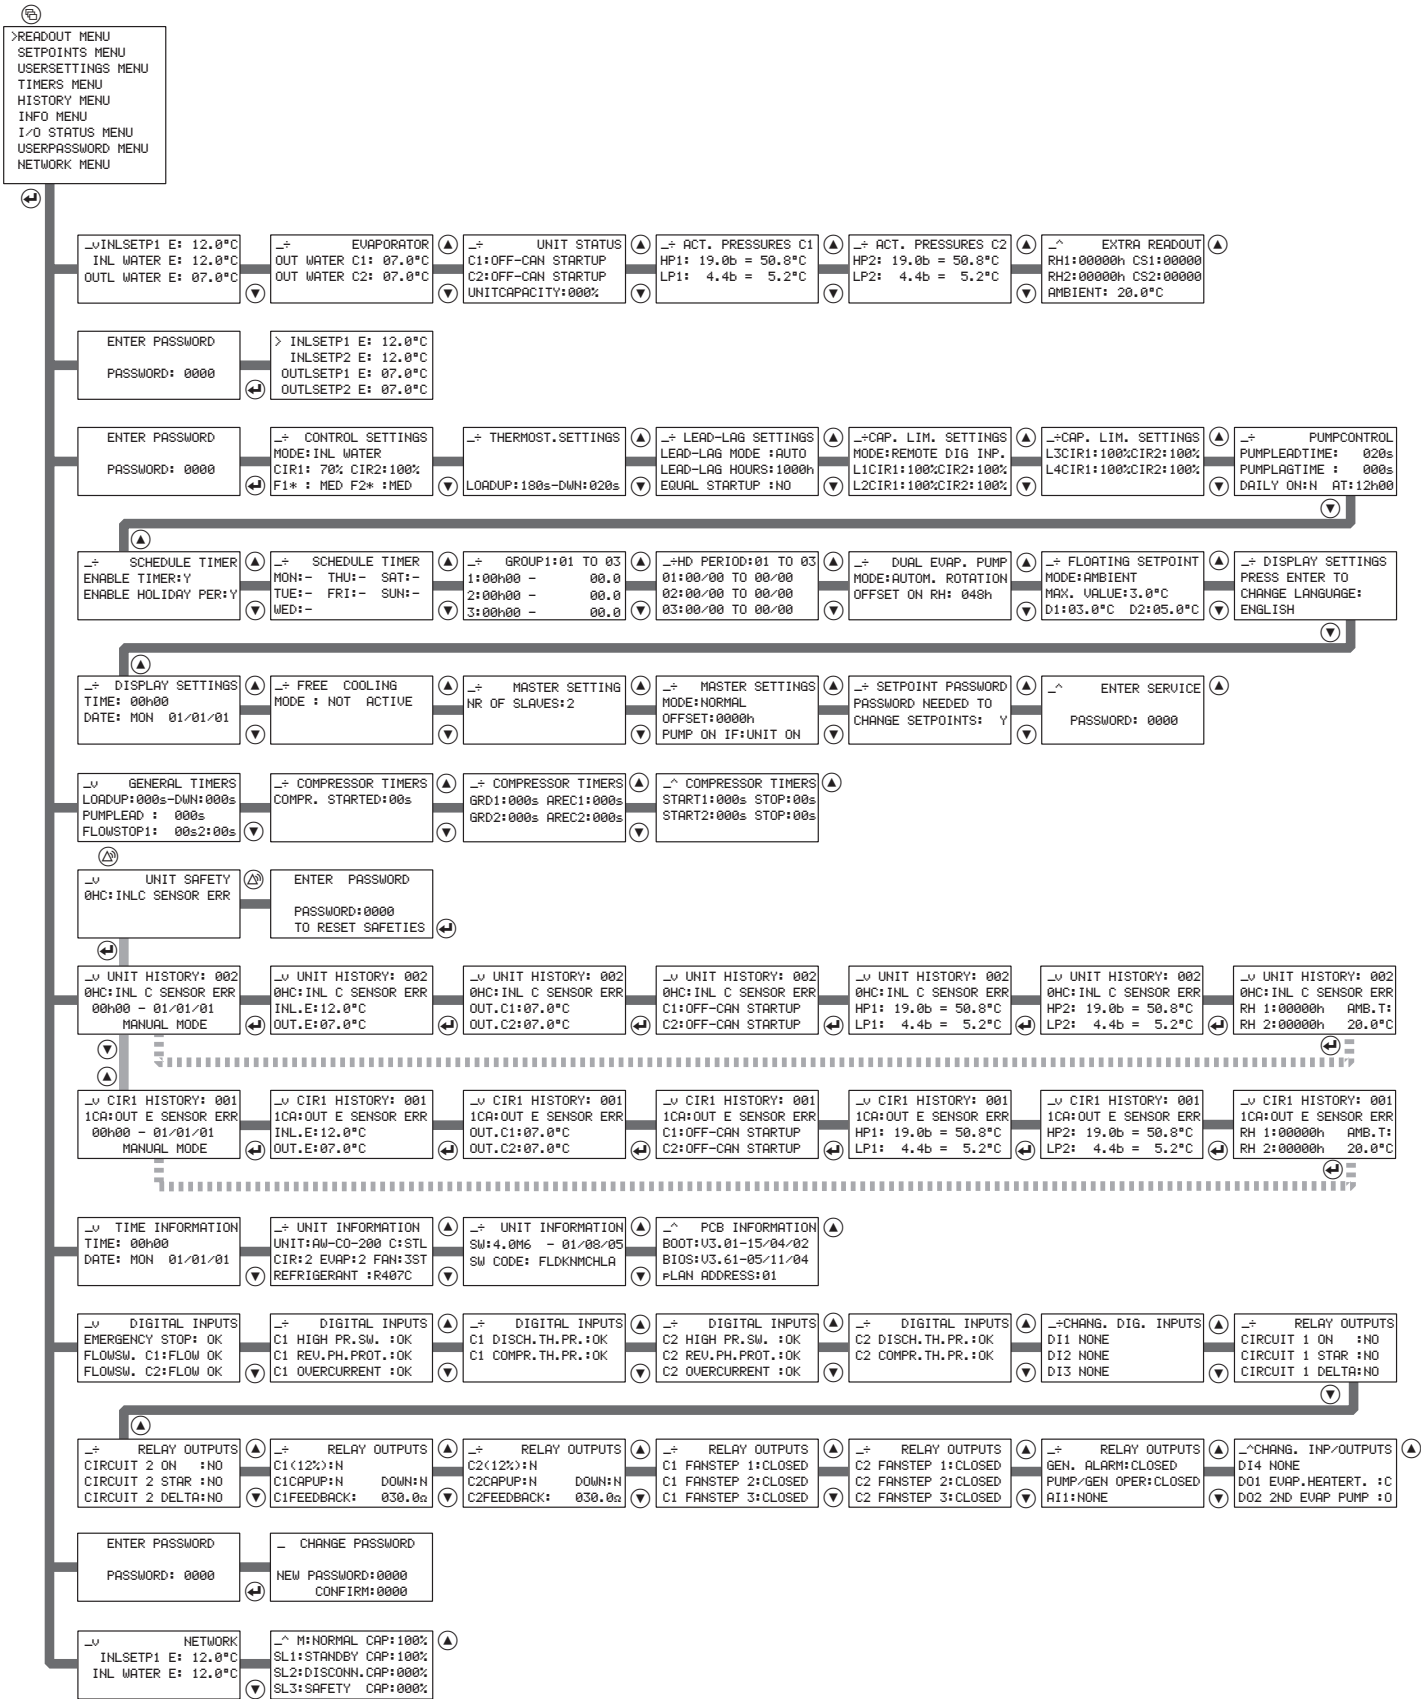 >READOUT MENU
SETPOINTS MENU
USERSETTINGS MENU
TIMERS MENU
HISTORY MENU
INFO MENU
I/O STATUS MENU
USERPASSWORD MENU
NETWORK MENU
_vINLSETP1 E: 12.0°C
INL WATER E: 12.0°C
OUTL WATER E: 07.0°C
_÷ EVAPORATOR
OUT WATER C1: 07.0°C
OUT WATER C2: 07.0°C
_÷ UNIT STATUS
C1:OFF-CAN STARTUP
C2:OFF-CAN STARTUP
UNITCAPACITY:000%
_÷ ACT. PRESSURES C1
HP1: 19.0b = 50.8°C
LP1: 4.4b = 5.2°C
_÷ ACT. PRESSURES C2
HP2: 19.0b = 50.8°C
LP2: 4.4b = 5.2°C
_^ EXTRA READOUT
RH1:00000h CS1:00000
RH2:00000h CS2:00000
AMBIENT: 20.0°C
ENTER PASSWORD
PASSWORD: 0000
> INLSETP1 E: 12.0°C
INLSETP2 E: 12.0°C
OUTLSETP1 E: 07.0°C
OUTLSETP2 E: 07.0°C
ENTER PASSWORD
PASSWORD: 0000
_÷ CONTROL SETTINGS
MODE:INL WATER
CIR1: 70% CIR2:100%
F1* : MED F2* :MED
_÷ THERMOST.SETTINGS
LOADUP:180s-DWN:020s
_÷ LEAD-LAG SETTINGS
LEAD-LAG MODE :AUTO
LEAD-LAG HOURS:1000h
EQUAL STARTUP :NO
_÷CAP. LIM. SETTINGS
MODE:REMOTE DIG INP.
L1CIR1:100%CIR2:100%
L2CIR1:100%CIR2:100%
_÷CAP. LIM. SETTINGS
L3CIR1:100%CIR2:100%
L4CIR1:100%CIR2:100%
_÷ PUMPCONTROL
PUMPLEADTIME: 020s
PUMPLAGTIME : 000s
DAILY ON:N AT:12h00
_÷ SCHEDULE TIMER
ENABLE TIMER:Y
ENABLE HOLIDAY PER:Y
_÷ SCHEDULE TIMER
MON:- THU:- SAT:-
TUE:- FRI:- SUN:-
WED:-
_÷ GROUP1:01 TO 03
1:00h00 - 00.0
2:00h00 - 00.0
3:00h00 - 00.0
_÷HD PERIOD:01 TO 03
01:00/00 TO 00/00
02:00/00 TO 00/00
03:00/00 TO 00/00
_÷ DUAL EVAP. PUMP
MODE:AUTOM. ROTATION
OFFSET ON RH: 048h
_÷ FLOATING SETPOINT
MODE:AMBIENT
MAX. VALUE:3.0°C
D1:03.0°C D2:05.0°C
_÷ DISPLAY SETTINGS
PRESS ENTER TO
CHANGE LANGUAGE:
ENGLISH
_÷ DISPLAY SETTINGS
TIME: 00h00
DATE: MON 01/01/01
_÷ FREE COOLING
MODE : NOT ACTIVE
_÷ MASTER SETTING
NR OF SLAVES:2
_÷ MASTER SETTINGS
MODE:NORMAL
OFFSET:0000h
PUMP ON IF:UNIT ON
_÷ SETPOINT PASSWORD
PASSWORD NEEDED TO
CHANGE SETPOINTS: Y
_^ ENTER SERVICE
PASSWORD: 0000
_v GENERAL TIMERS
LOADUP:000s-DWN:000s
PUMPLEAD : 000s
FLOWSTOP1: 00s2:00s
_÷ COMPRESSOR TIMERS
COMPR. STARTED:00s
_÷ COMPRESSOR TIMERS
GRD1:000s AREC1:000s
GRD2:000s AREC2:000s
_^ COMPRESSOR TIMERS
START1:000s STOP:00s
START2:000s STOP:00s
_v UNIT SAFETY
0HC:INLC SENSOR ERR
ENTER PASSWORD
PASSWORD:0000
TO RESET SAFETIES
_v UNIT HISTORY: 002
0HC:INL C SENSOR ERR
00h00 - 01/01/01
MANUAL MODE
_v UNIT HISTORY: 002
0HC:INL C SENSOR ERR
INL.E:12.0°C
OUT.E:07.0°C
_v UNIT HISTORY: 002
0HC:INL C SENSOR ERR
OUT.C1:07.0°C
OUT.C2:07.0°C
_v UNIT HISTORY: 002
0HC:INL C SENSOR ERR
C1:OFF-CAN STARTUP
C2:OFF-CAN STARTUP
_v UNIT HISTORY: 002
0HC:INL C SENSOR ERR
HP1: 19.0b = 50.8°C
LP1: 4.4b = 5.2°C
_v UNIT HISTORY: 002
0HC:INL C SENSOR ERR
HP2: 19.0b = 50.8°C
LP2: 4.4b = 5.2°C
_v UNIT HISTORY: 002
0HC:INL C SENSOR ERR
RH 1:00000h AMB.T:
RH 2:00000h 20.0°C
_v CIR1 HISTORY: 001
1CA:OUT E SENSOR ERR
00h00 - 01/01/01
MANUAL MODE
_v CIR1 HISTORY: 001
1CA:OUT E SENSOR ERR
INL.E:12.0°C
OUT.E:07.0°C
_v CIR1 HISTORY: 001
1CA:OUT E SENSOR ERR
OUT.C1:07.0°C
OUT.C2:07.0°C
_v CIR1 HISTORY: 001
1CA:OUT E SENSOR ERR
C1:OFF-CAN STARTUP
C2:OFF-CAN STARTUP
_v CIR1 HISTORY: 001
1CA:OUT E SENSOR ERR
HP1: 19.0b = 50.8°C
LP1: 4.4b = 5.2°C
_v CIR1 HISTORY: 001
1CA:OUT E SENSOR ERR
HP2: 19.0b = 50.8°C
LP2: 4.4b = 5.2°C
_v CIR1 HISTORY: 001
1CA:OUT E SENSOR ERR
RH 1:00000h AMB.T:
RH 2:00000h 20.0°C
_v TIME INFORMATION
TIME: 00h00
DATE: MON 01/01/01
_÷ UNIT INFORMATION
UNIT:AW-CO-200 C:STL
CIR:2 EVAP:2 FAN:3ST
REFRIGERANT :R407C
_÷ UNIT INFORMATION
SW:4.0M6 - 01/08/05
SW CODE: FLDKNMCHLA
_^ PCB INFORMATION
BOOT:V3.01-15/04/02
BIOS:V3.61-05/11/04
pLAN ADDRESS:01
_v DIGITAL INPUTS
EMERGENCY STOP: OK
FLOWSW. C1:FLOW OK
FLOWSW. C2:FLOW OK
_÷ DIGITAL INPUTS
C1 HIGH PR.SW. :OK
C1 REV.PH.PROT.:OK
C1 OVERCURRENT :OK
_÷ DIGITAL INPUTS
C1 DISCH.TH.PR.:OK
C1 COMPR.TH.PR.:OK
_÷ DIGITAL INPUTS
C2 HIGH PR.SW. :OK
C2 REV.PH.PROT.:OK
C2 OVERCURRENT :OK
_÷ DIGITAL INPUTS
C2 DISCH.TH.PR.:OK
C2 COMPR.TH.PR.:OK
_÷CHANG. DIG. INPUTS
DI1 NONE
DI2 NONE
DI3 NONE
_÷ RELAY OUTPUTS
CIRCUIT 1 ON :NO
CIRCUIT 1 STAR :NO
CIRCUIT 1 DELTA:NO
_÷ RELAY OUTPUTS
CIRCUIT 2 ON :NO
CIRCUIT 2 STAR :NO
CIRCUIT 2 DELTA:NO
_÷ RELAY OUTPUTS
C1(12%):N
C1CAPUP:N DOWN:N
C1FEEDBACK: 030.0Ω
_÷ RELAY OUTPUTS
C2(12%):N
C2CAPUP:N DOWN:N
C2FEEDBACK: 030.0Ω
_÷ RELAY OUTPUTS
C1 FANSTEP 1:CLOSED
C1 FANSTEP 2:CLOSED
C1 FANSTEP 3:CLOSED
_÷ RELAY OUTPUTS
C2 FANSTEP 1:CLOSED
C2 FANSTEP 2:CLOSED
C2 FANSTEP 3:CLOSED
_÷ RELAY OUTPUTS
GEN. ALARM:CLOSED
PUMP/GEN OPER:CLOSED
AI1:NONE
_^CHANG. INP/OUTPUTS
DI4 NONE
DO1 EVAP.HEATERT. :C
DO2 2ND EVAP PUMP :O
ENTER PASSWORD
PASSWORD: 0000
_ CHANGE PASSWORD
NEW PASSWORD:0000
CONFIRM:0000
_v NETWORK
INLSETP1 E: 12.0°C
INL WATER E: 12.0°C
_^ M:NORMAL CAP:100%
SL1:STANDBY CAP:100%
SL2:DISCONN.CAP:000%
SL3:SAFETY CAP:000%